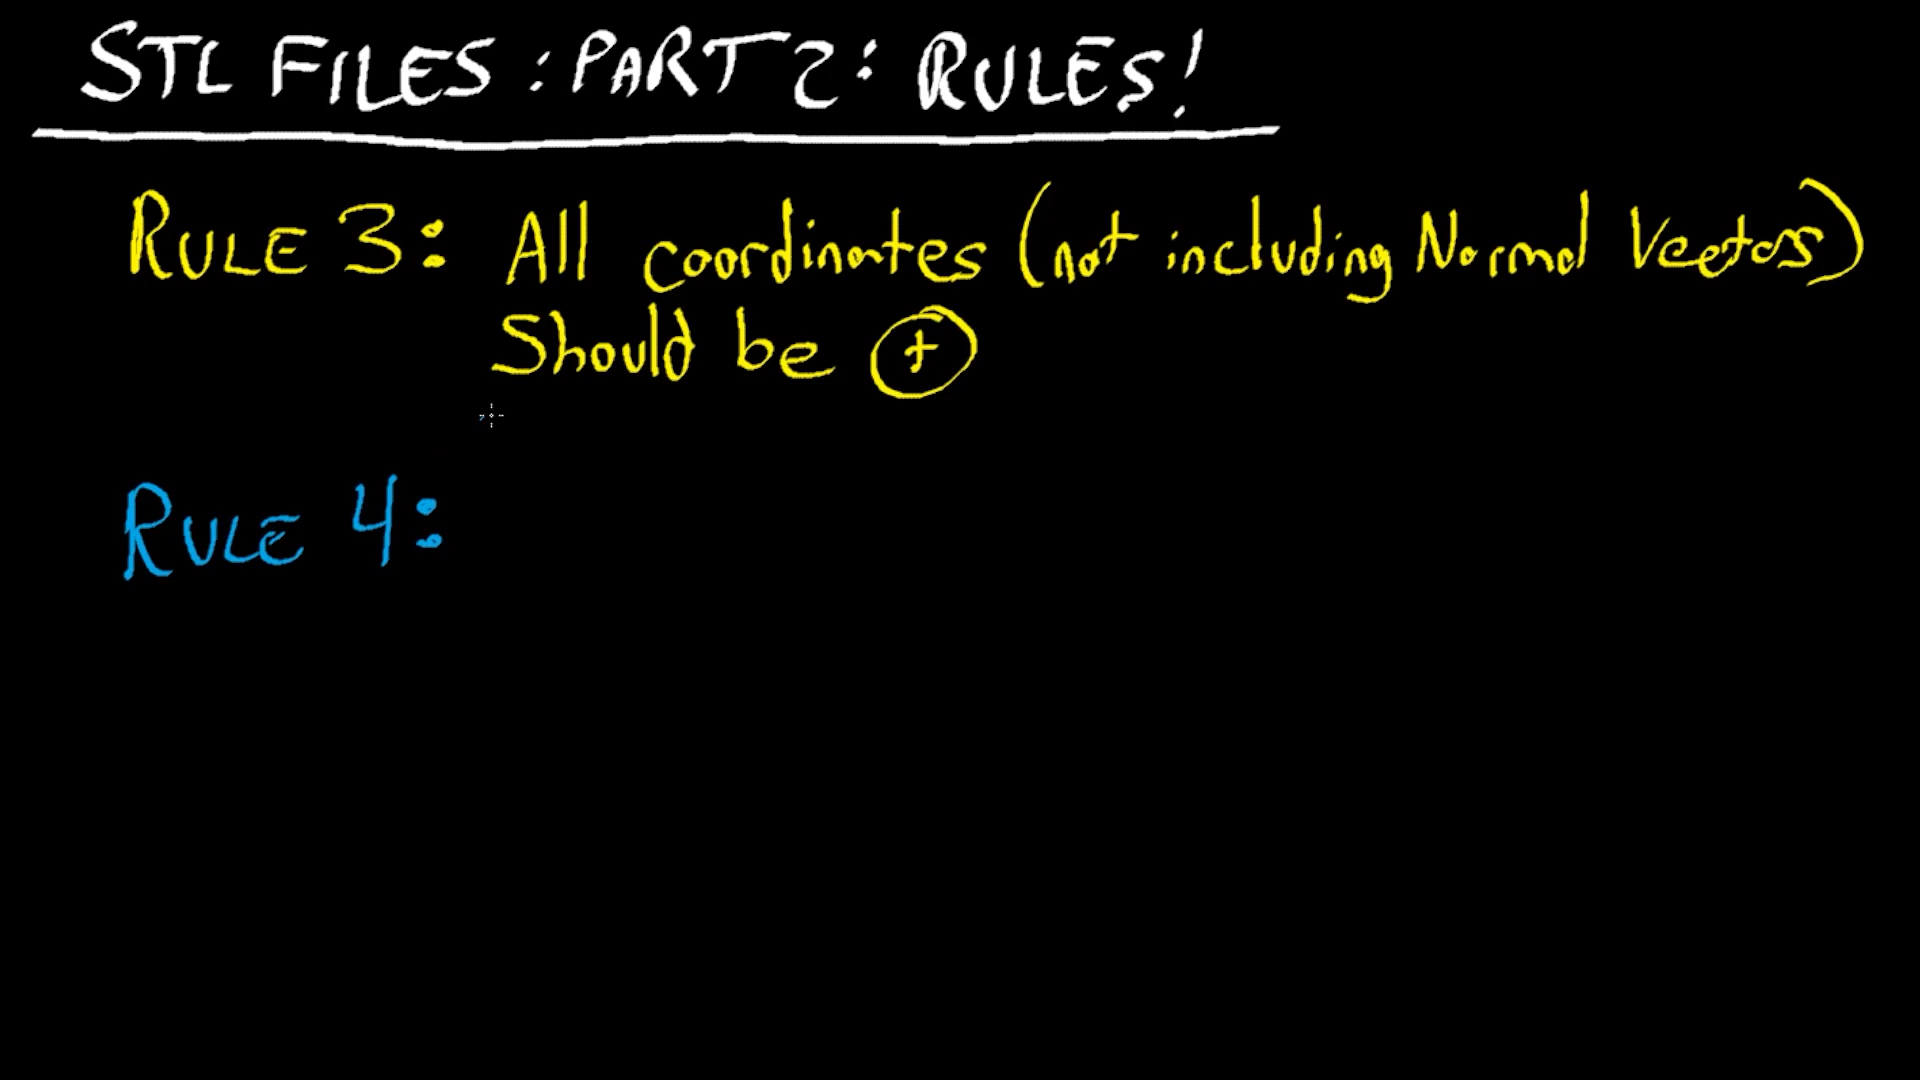 STL FILES : PART 2 : RULES!
RULE 3: All coordinates (not including Normal Vectors)
Should be +
RULE 4: